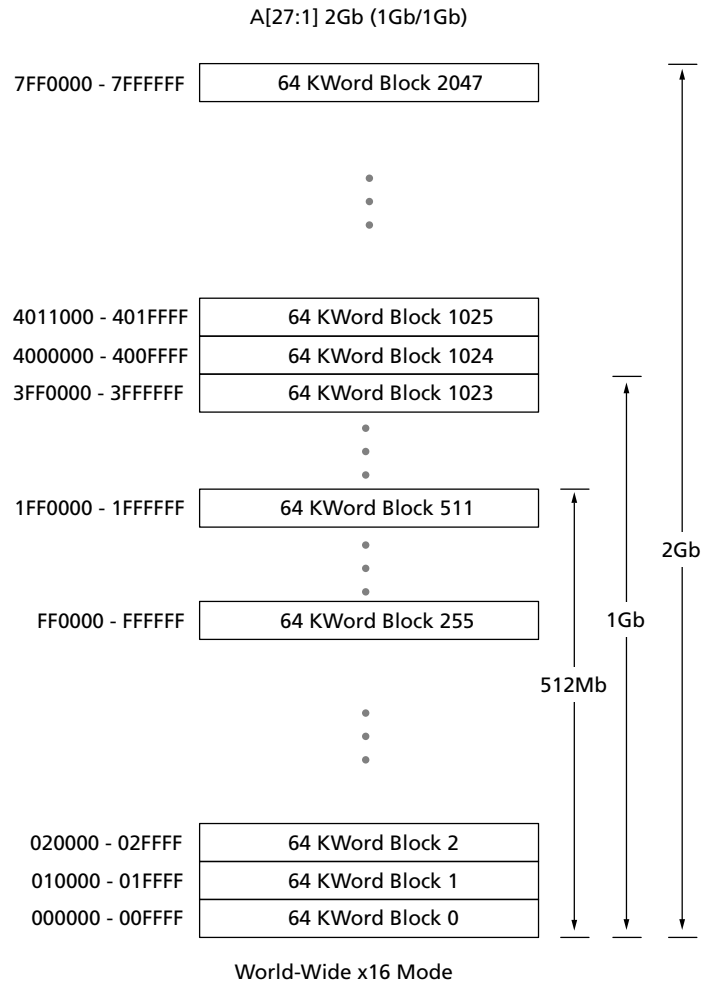 A[27:1] 2Gb (1Gb/1Gb)
7FF0000 - 7FFFFFF 64 KWord Block 2047
4011000 - 401FFFF 64 KWord Block 1025
4000000 - 400FFFF 64 KWord Block 1024
3FF0000 - 3FFFFFF 64 KWord Block 1023
1FF0000 - 1FFFFFF 64 KWord Block 511
2Gb
FF0000 - FFFFFF 64 KWord Block 255
1Gb
512Mb
020000 - 02FFFF 64 KWord Block 2
010000 - 01FFFF 64 KWord Block 1
000000 - 00FFFF 64 KWord Block 0
World-Wide x16 Mode